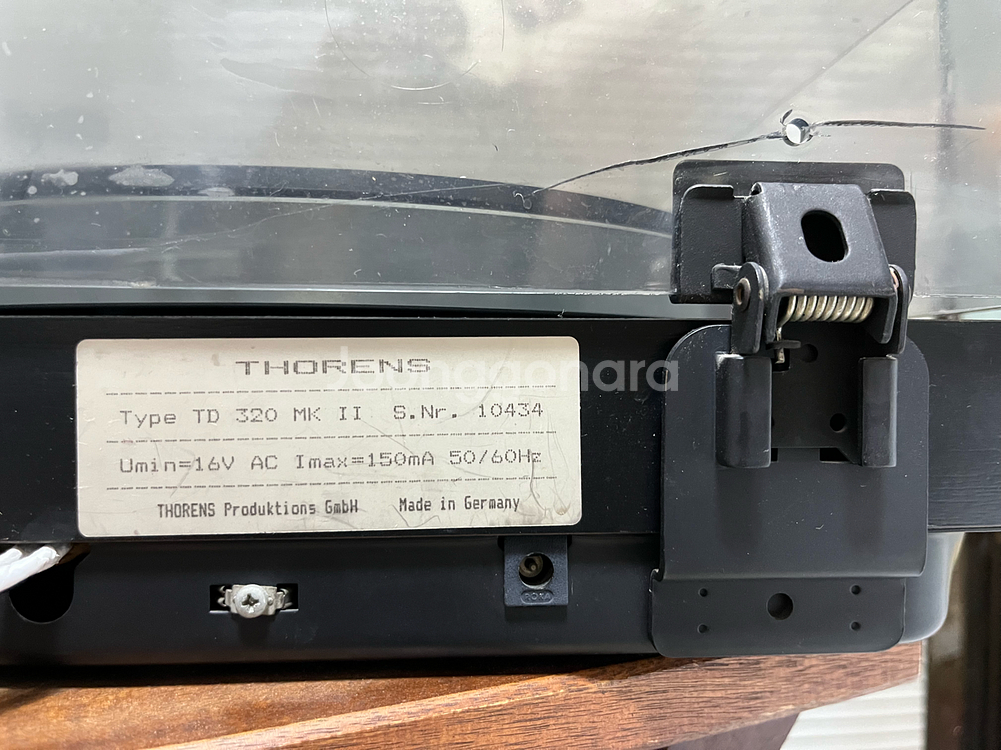 THORENS
Type TD 320 MK II S.Nr. 10434
Umin=16V AC Imax=150mA 50/60Hz
THORENS Produktions GmbH Made in Germany